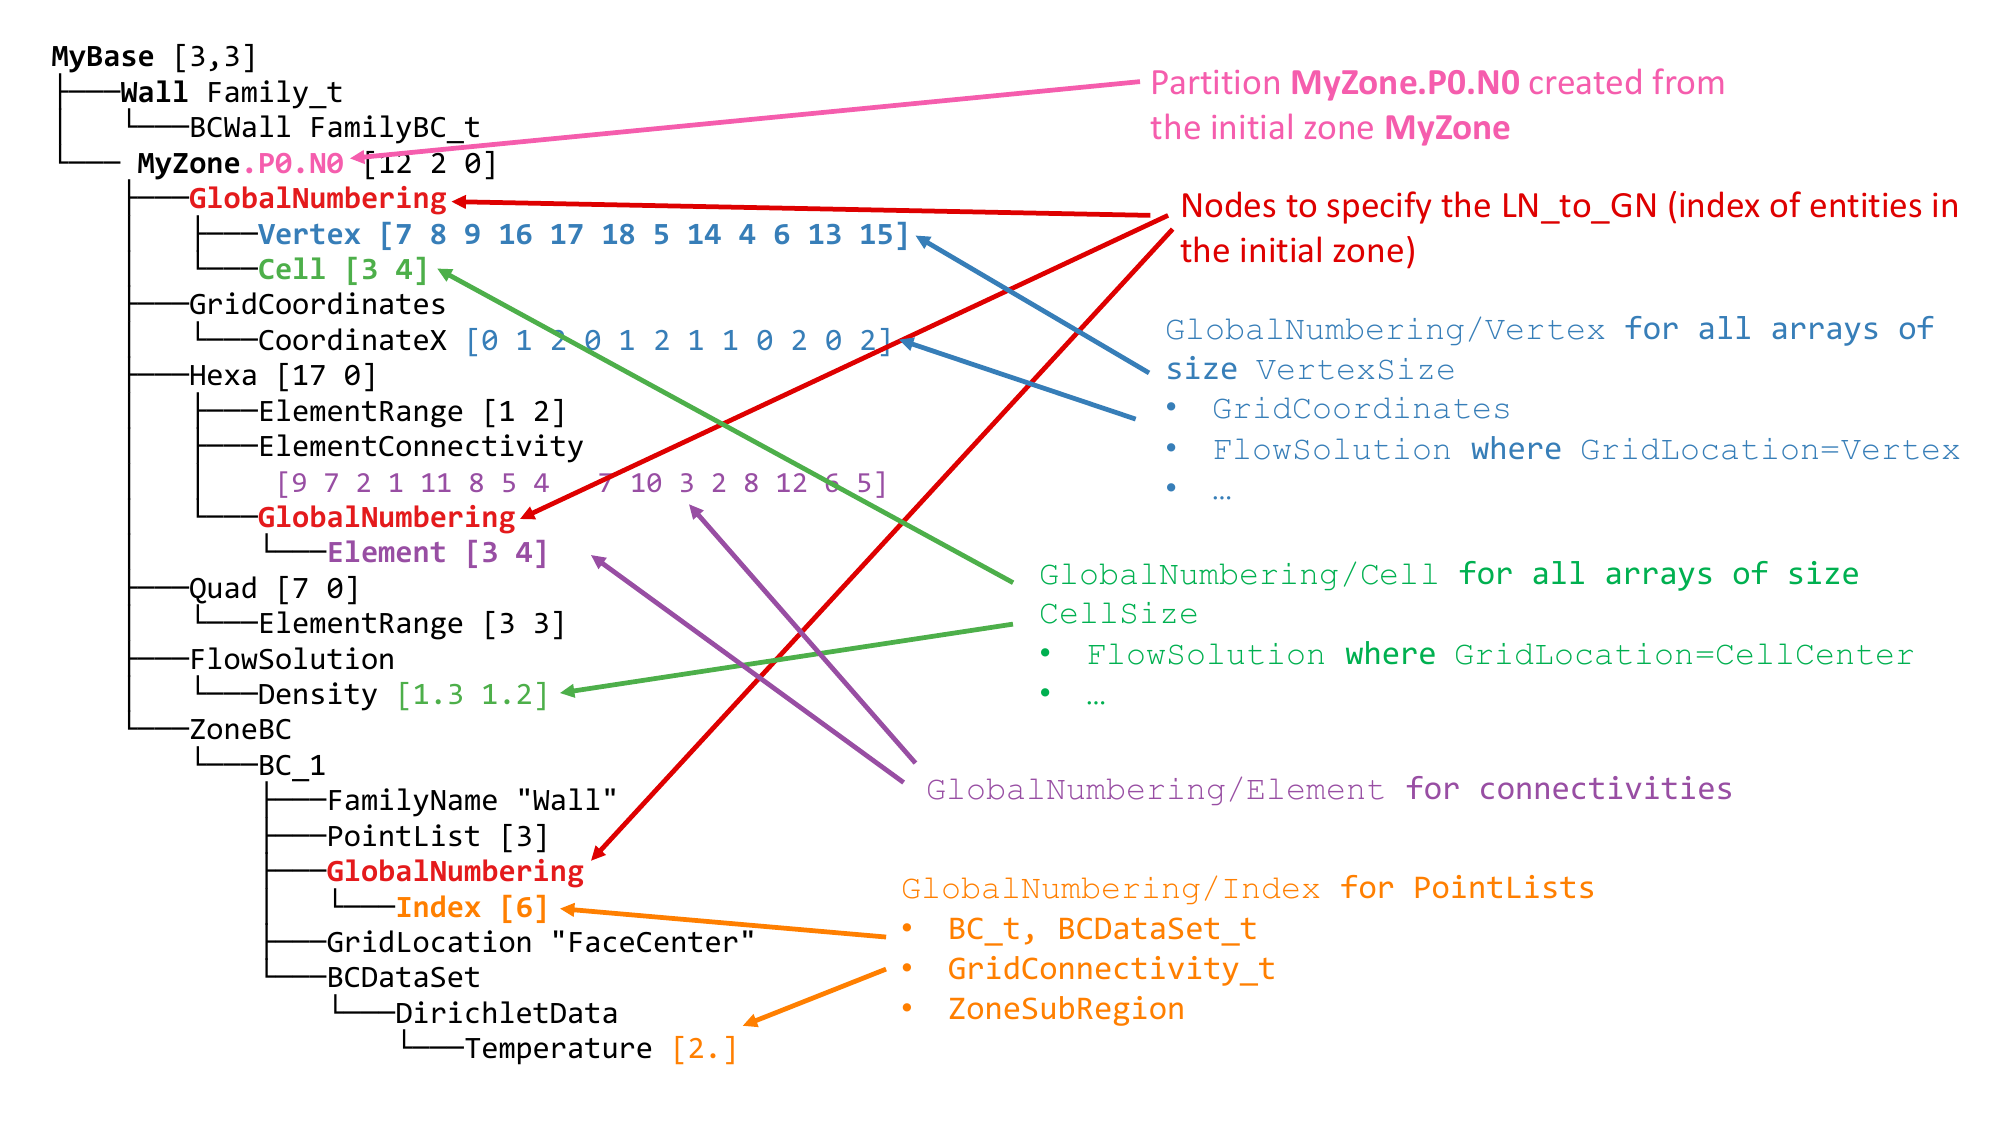 MyBase [3,3]
├───Wall Family_t
│   └───BCWall FamilyBC_t
└─── MyZone.P0.N0 [12 2 0]
├───GlobalNumbering
│   ├───Vertex [7 8 9 16 17 18 5 14 4 6 13 15]
│   └───Cell [3 4]
├───GridCoordinates
│   └───CoordinateX [0 1 2 0 1 2 1 1 0 2 0 2]
├───Hexa [17 0]
│   ├───ElementRange [1 2]
│   ├───ElementConnectivity
│   │    [9 7 2 1 11 8 5 4   7 10 3 2 8 12 6 5]
│   └───GlobalNumbering
│       └───Element [3 4]
├───Quad [7 0]
│   └───ElementRange [3 3]
├───FlowSolution
│   └───Density [1.3 1.2]
└───ZoneBC
└───BC_1
├───FamilyName "Wall"
├───PointList [3]
├───GlobalNumbering
│   └───Index [6]
├───GridLocation "FaceCenter"
└───BCDataSet
└───DirichletData
└───Temperature [2.]
Partition MyZone.P0.N0 created from
the initial zone MyZone
Nodes to specify the LN_to_GN (index of entities in
the initial zone)
GlobalNumbering/Vertex for all arrays of
size VertexSize
• GridCoordinates
• FlowSolution where GridLocation=Vertex
• …
GlobalNumbering/Cell for all arrays of size
CellSize
• FlowSolution where GridLocation=CellCenter
• …
GlobalNumbering/Element for connectivities
GlobalNumbering/Index for PointLists
• BC_t, BCDataSet_t
• GridConnectivity_t
• ZoneSubRegion